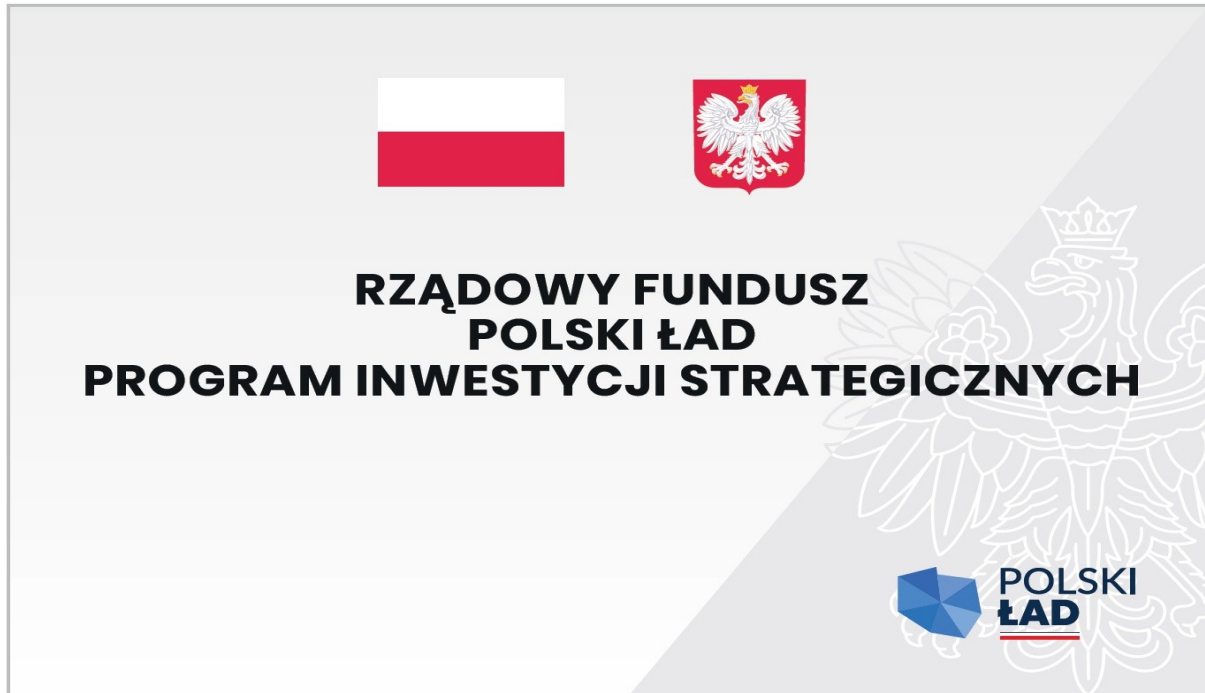 RZĄDOWY FUNDUSZ
POLSKI ŁAD
PROGRAM INWESTYCJI STRATEGICZNYCH
POLSKI
ŁAD